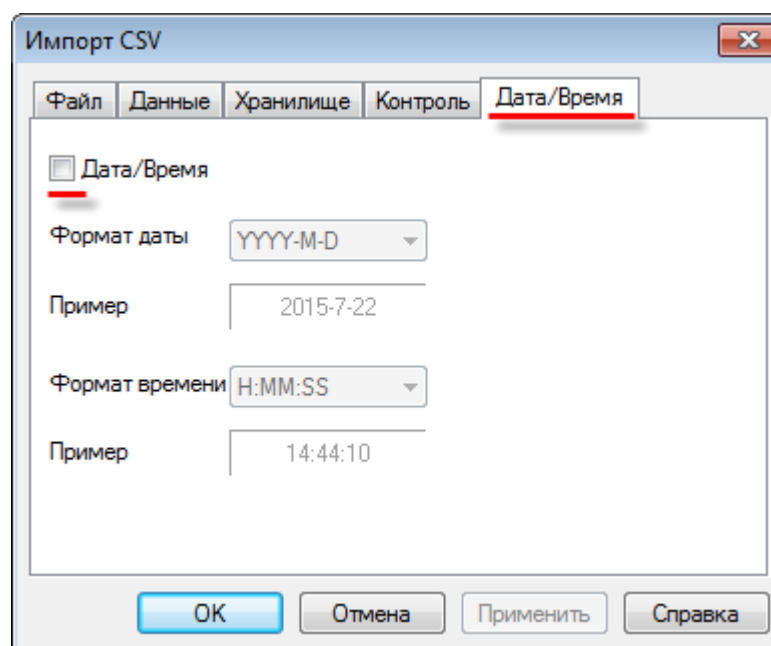 Импорт CSV
Файл Данные Хранилище Контроль Дата/Время
Дата/Время
Формат даты YYYY-M-D
Пример 2015-7-22
Формат времени H:MM:SS
Пример 14:44:10
OK Отмена Применить Справка